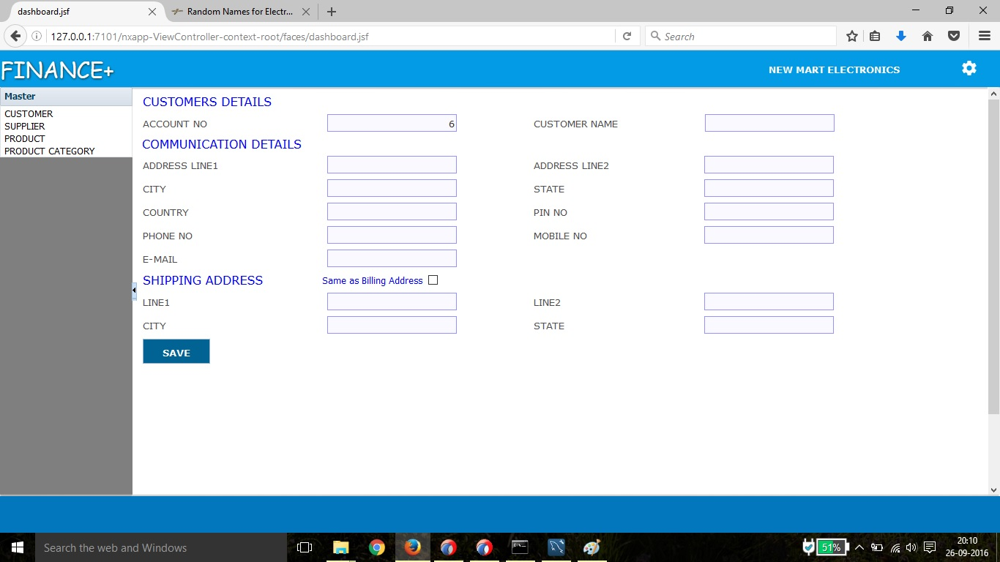 dashboard.jsf
Random Names for Electr...
127.0.0.1:7101/nxapp-ViewController-context-root/faces/dashboard.jsf
Search
FINANCE+
NEW MART ELECTRONICS
Master
CUSTOMER
SUPPLIER
PRODUCT
PRODUCT CATEGORY
CUSTOMERS DETAILS
ACCOUNT NO 6 CUSTOMER NAME
COMMUNICATION DETAILS
ADDRESS LINE1 ADDRESS LINE2
CITY STATE
COUNTRY PIN NO
PHONE NO MOBILE NO
E-MAIL
SHIPPING ADDRESS Same as Billing Address
LINE1 LINE2
CITY STATE
SAVE
Search the web and Windows
51%
20:10
26-09-2016